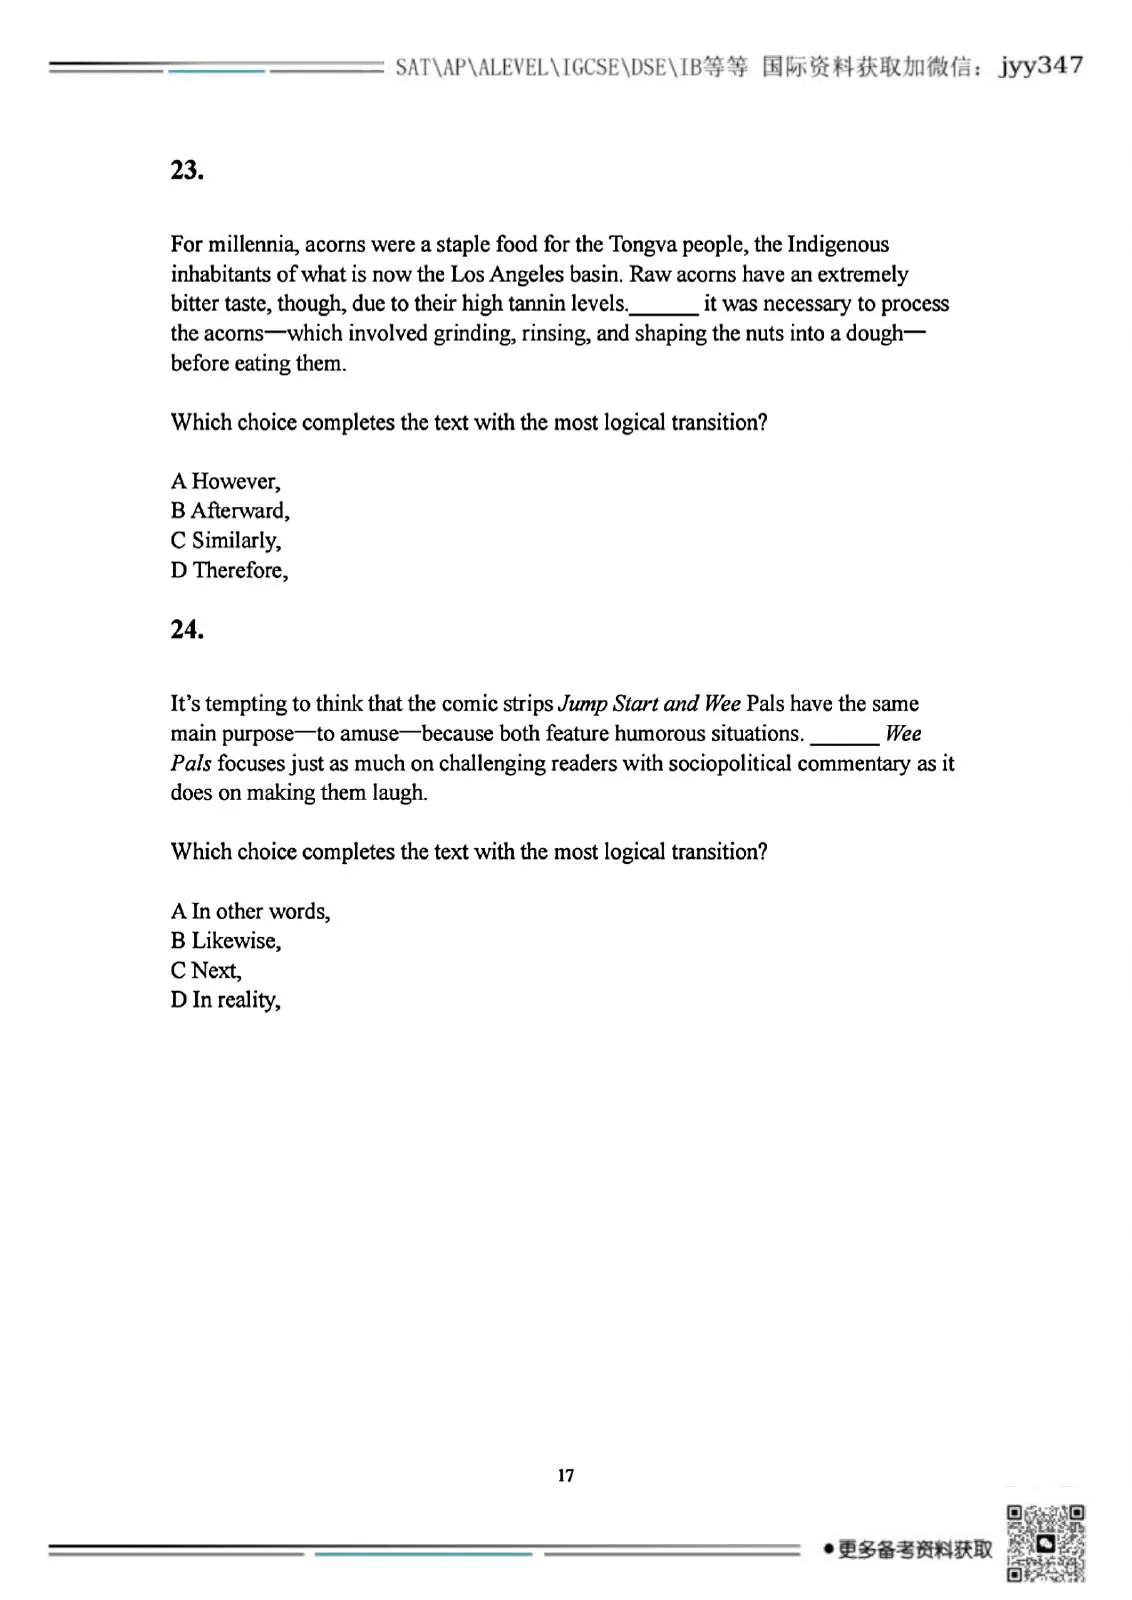 SAT\AP\ALEVEL\IGCSE\DSE\IB等等 国际资料获取加微信：jyy347
23.
For millennia, acorns were a staple food for the Tongva people, the Indigenous
inhabitants of what is now the Los Angeles basin. Raw acorns have an extremely
bitter taste, though, due to their high tannin levels.______ it was necessary to process
the acorns—which involved grinding, rinsing, and shaping the nuts into a dough—
before eating them.
Which choice completes the text with the most logical transition?
A However,
B Afterward,
C Similarly,
D Therefore,
24.
It's tempting to think that the comic strips Jump Start and Wee Pals have the same
main purpose—to amuse—because both feature humorous situations. ______ Wee
Pals focuses just as much on challenging readers with sociopolitical commentary as it
does on making them laugh.
Which choice completes the text with the most logical transition?
A In other words,
B Likewise,
C Next,
D In reality,
17
●更多备考资料获取